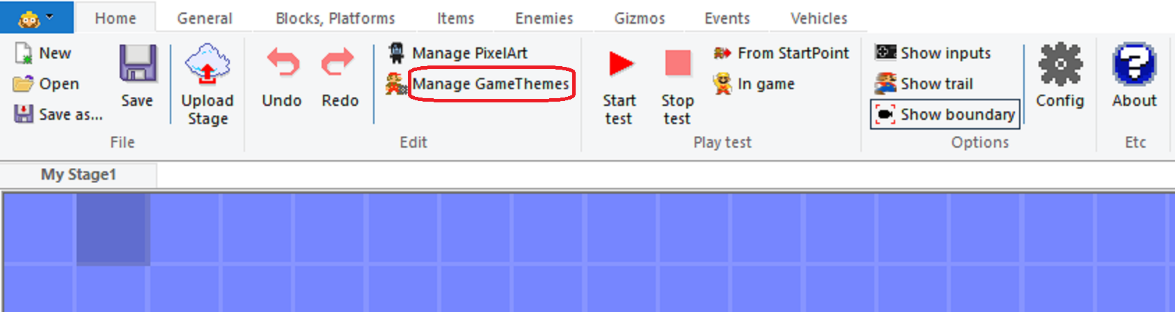 Home General Blocks, Platforms Items Enemies Gizmos Events Vehicles
New
Open
Save as...
Save
Upload
Stage
File
Undo
Redo
Manage PixelArt
Manage GameThemes
Edit
Start
test
Stop
test
From StartPoint
In game
Play test
Show inputs
Show trail
Show boundary
Options
Config
About
Etc
My Stage1